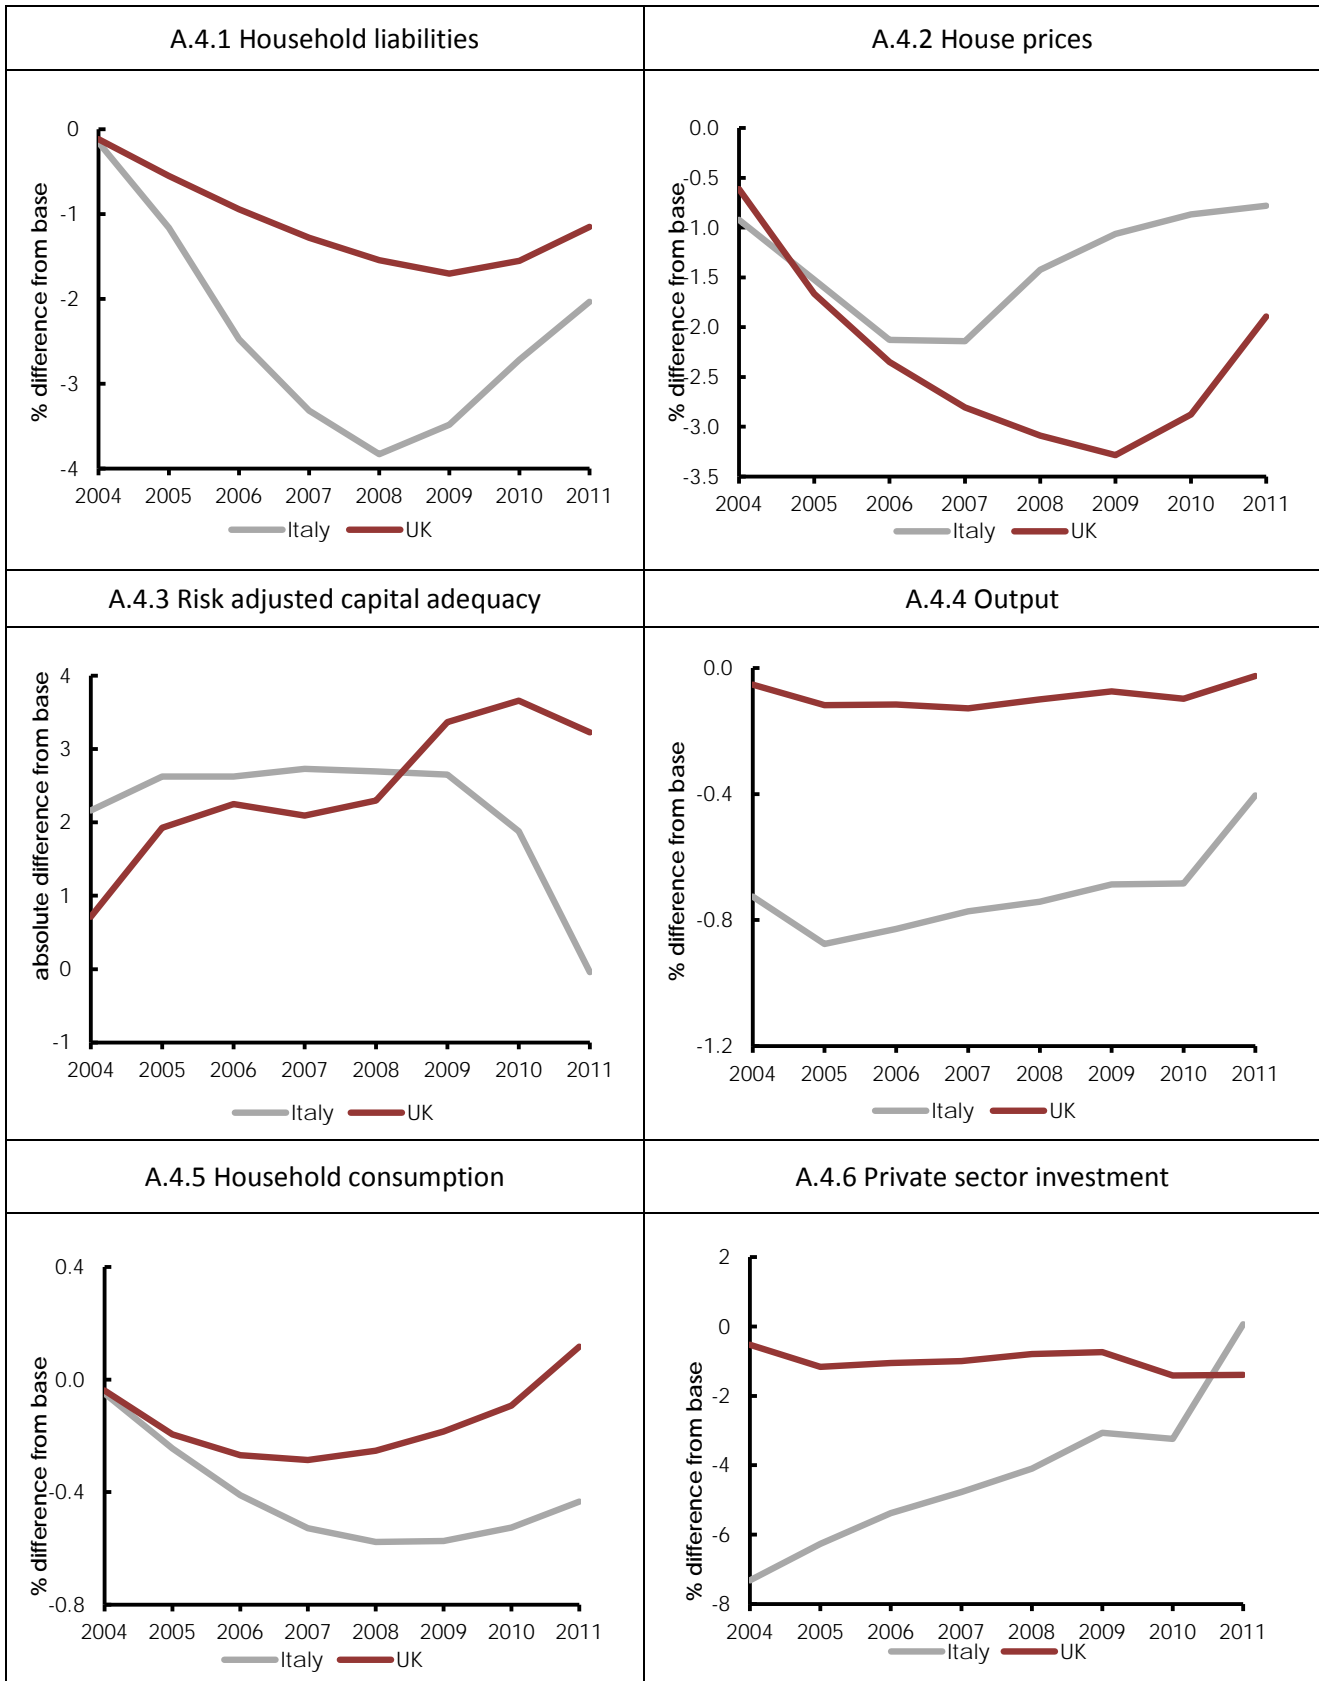 A.4.1 Household liabilities
% difference from base
0
-1
-2
-3
-4
2004 2005 2006 2007 2008 2009 2010 2011
Italy UK
A.4.2 House prices
% difference from base
0.0
-0.5
-1.0
-1.5
-2.0
-2.5
-3.0
-3.5
2004 2005 2006 2007 2008 2009 2010 2011
Italy UK
A.4.3 Risk adjusted capital adequacy
absolute difference from base
4
3
2
1
0
-1
2004 2005 2006 2007 2008 2009 2010 2011
Italy UK
A.4.4 Output
% difference from base
0.0
-0.4
-0.8
-1.2
2004 2005 2006 2007 2008 2009 2010 2011
Italy UK
A.4.5 Household consumption
% difference from base
0.4
0.0
-0.4
-0.8
2004 2005 2006 2007 2008 2009 2010 2011
Italy UK
A.4.6 Private sector investment
% difference from base
2
0
-2
-4
-6
-8
2004 2005 2006 2007 2008 2009 2010 2011
Italy UK